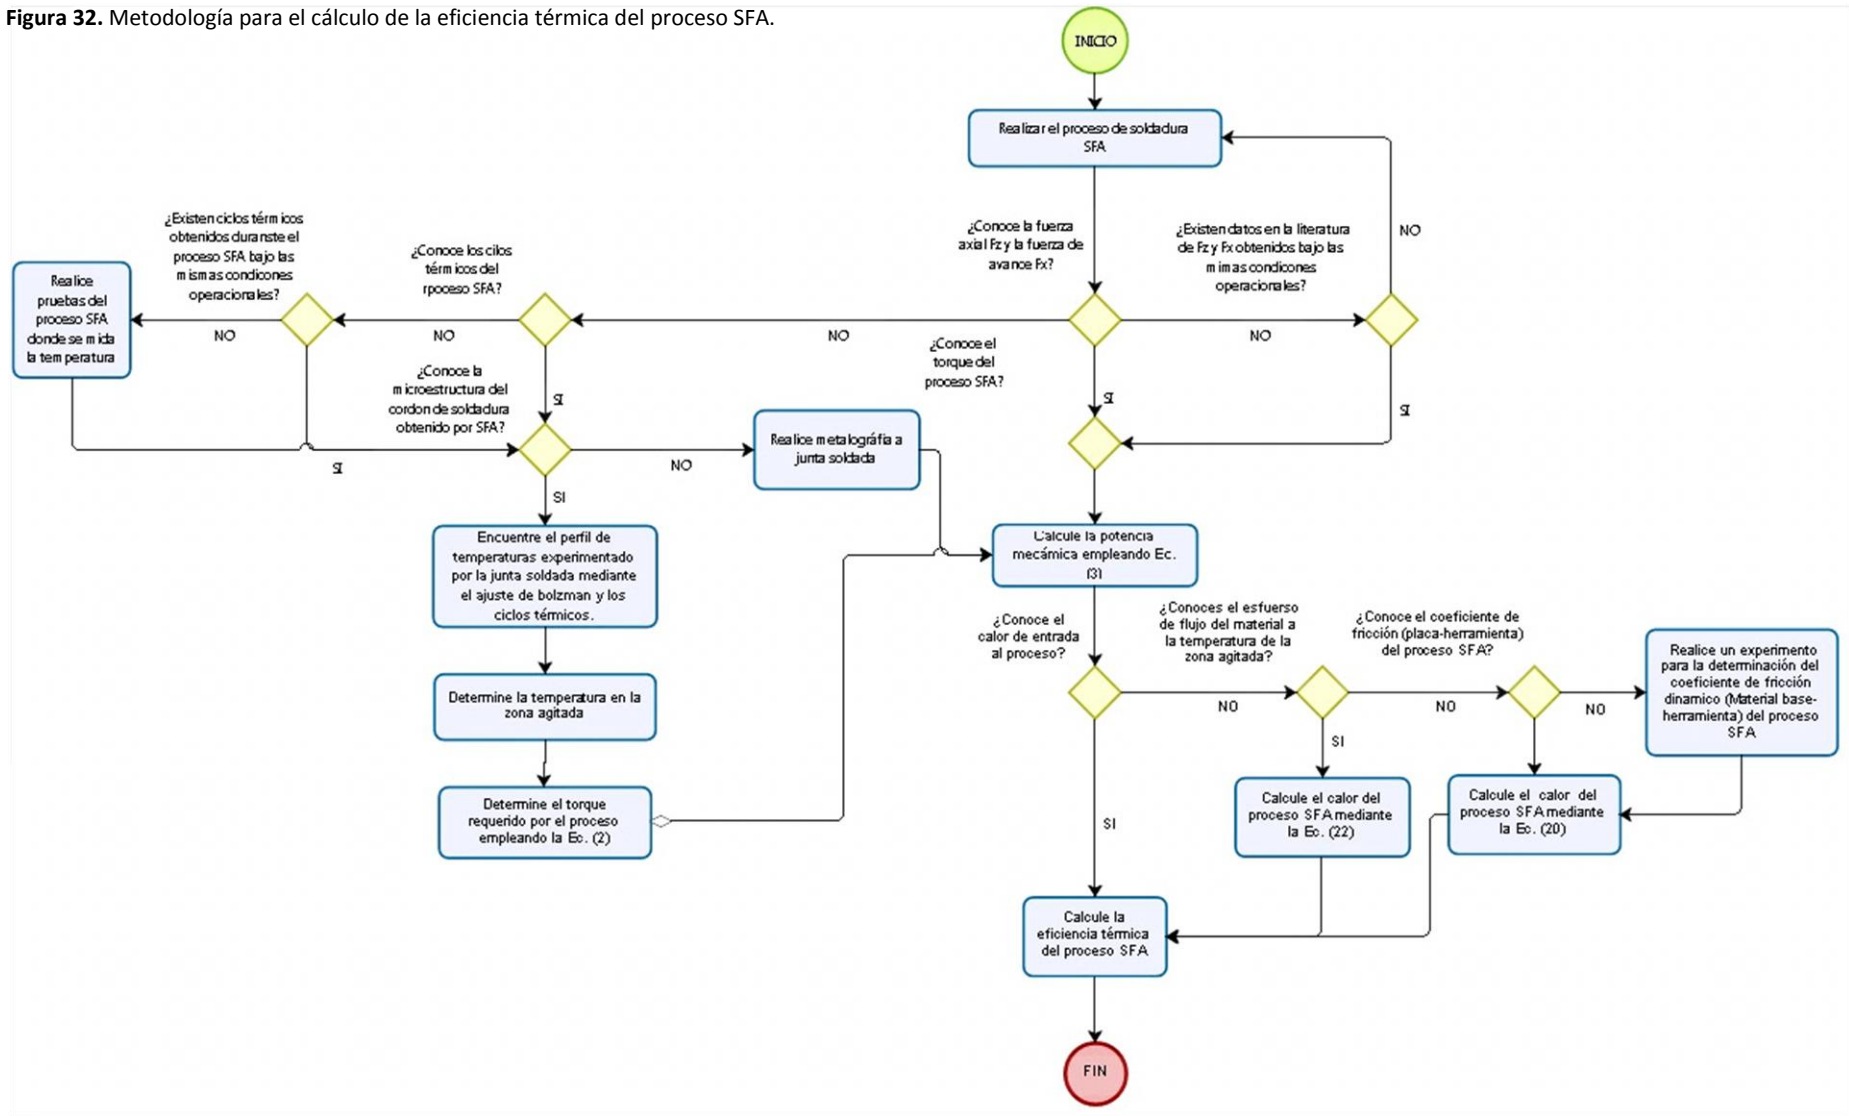 Figura 32. Metodología para el cálculo de la eficiencia térmica del proceso SFA.
INICIO
Realizar el proceso de soldadura
SFA
¿Conoce la fuerza
axial Fz y la fuerza de
avance Fx?
¿Existen datos en la literatura
de Fz y Fx obtenidos bajo las
mimas condicones
operacionales?
NO
¿Existen ciclos térmicos
obtenidos duranste el
proceso SFA bajo las
mismas condicones
operacionales?
¿Conoce los cilos
térmicos del
rpoceso SFA?
Realice
pruebas del
proceso SFA
donde se mida
la temperatura
NO
NO
NO
NO
¿Conoce el
torque del
proceso SFA?
SI
SI
¿Conoce la
microestructura del
cordon de soldadura
obtenido por SFA?
SI
SI
NO
Realice metalográfia a
junta soldada
SI
Encuentre el perfil de
temperaturas experimentado
por la junta soldada mediante
el ajuste de bolzman y los
ciclos térmicos.
Calcule la potencia
mecámica empleando Ec.
(3)
Determine la temperatura en la
zona agitada
Determine el torque
requerido por el proceso
empleando la Ec. (2)
¿Conoce el
calor de entrada
al proceso?
¿Conoces el esfuerso
de flujo del material a
la temperatura de la
zona agitada?
¿Conoce el coeficiente de
fricción (placa-herramienta)
del proceso SFA?
Realice un experimento
para la determinación del
coeficiente de fricción
dinamico (Material base-
herramienta) del proceso
SFA
NO
NO
NO
SI
SI
Calcule el calor del
proceso SFA mediante
la Ec. (22)
Calcule el calor del
proceso SFA mediante
la Ec. (20)
Calcule la
eficiencia térmica
del proceso SFA
FIN